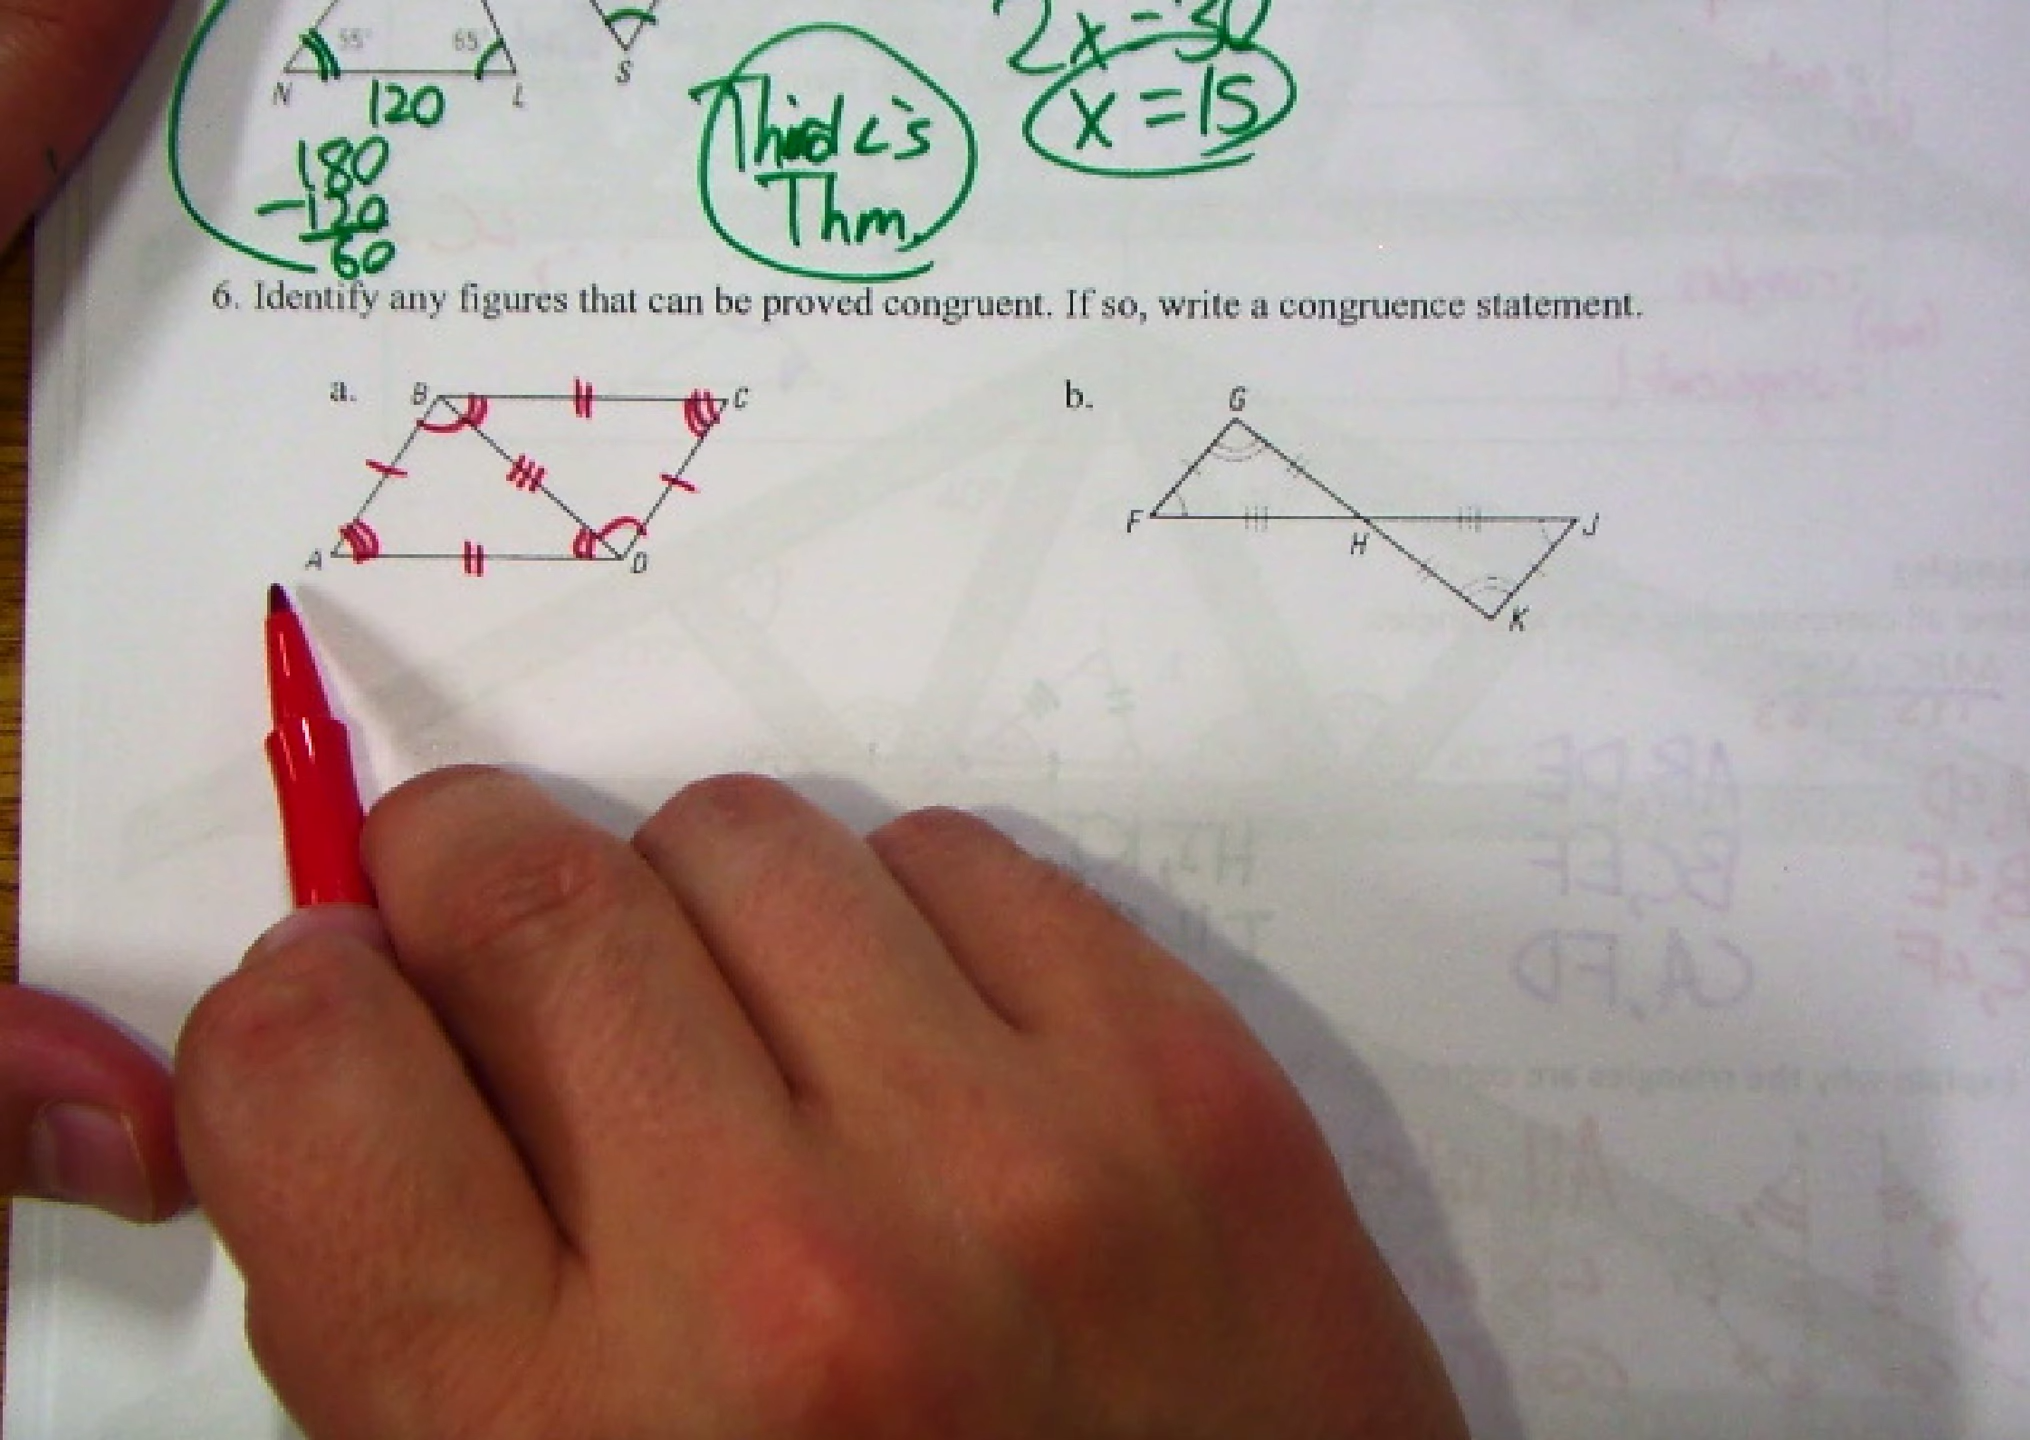 2x=30
55° 65
S
N 120 L
x=15
Third ∠'s
Thm.
180
-120
60
6. Identify any figures that can be proved congruent. If so, write a congruence statement.
a. B C
A D
b. G
F H J
K